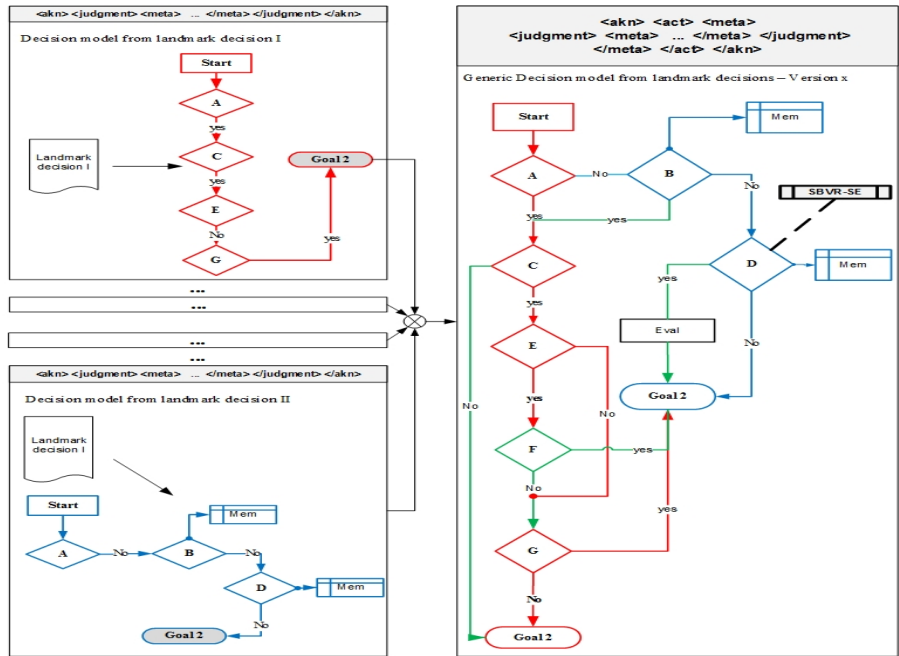 <akn> <judgment> <meta> ... </meta> </judgment> </akn>
Decision model from landmark decision I
Start
A
yes
C
yes
E
No
G
yes
Goal 2
Landmark
decision I
...
...
...
...
<akn> <judgment> <meta> ... </meta> </judgment> </akn>
Decision model from landmark decision II
Landmark
decision I
Start
A
No
B
Mem
No
D
Mem
No
Goal 2
<akn> <act> <meta>
<judgment> <meta> ... </meta> </judgment>
</meta> </act> </akn>
Generic Decision model from landmark decisions – Version x
Start
Mem
A
No
B
No
SBVR-SE
yes
yes
C
D
Mem
yes
yes
Eval
E
No
yes
Goal 2
No
No
F
yes
No
yes
G
No
Goal 2